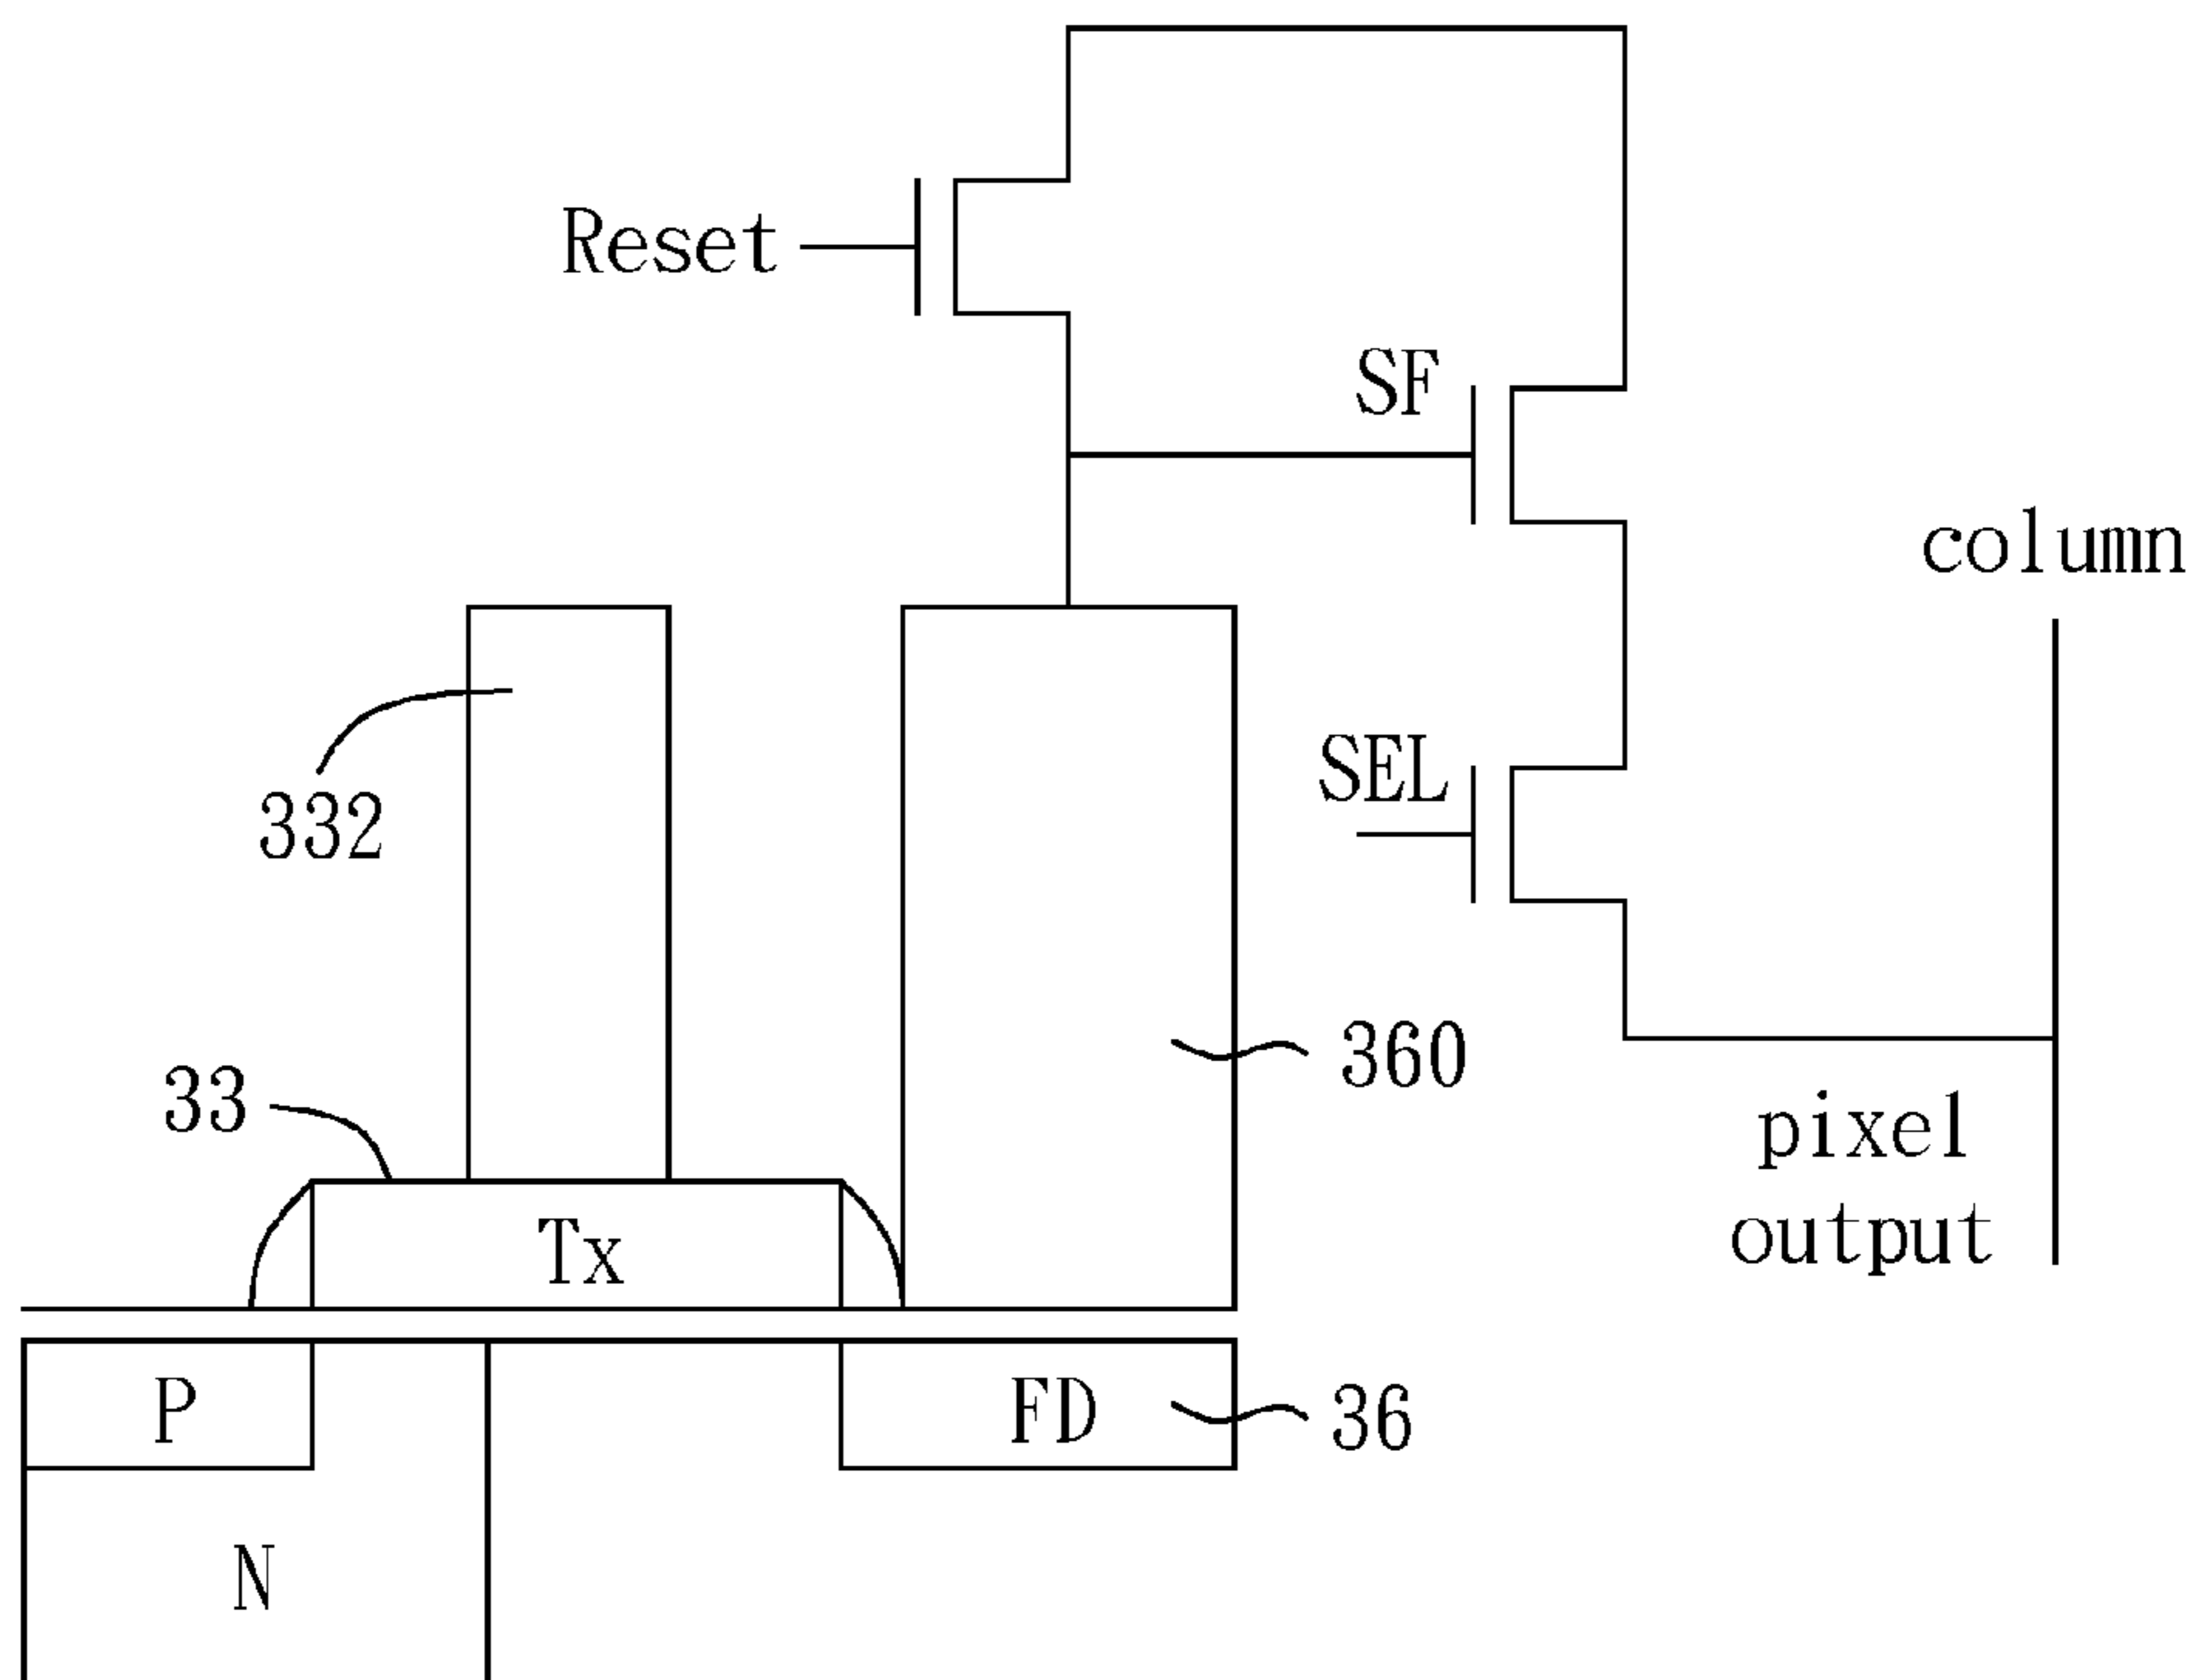 Reset
SF
column
SEL
332
360
33
pixel
output
Tx
P
FD
36
N